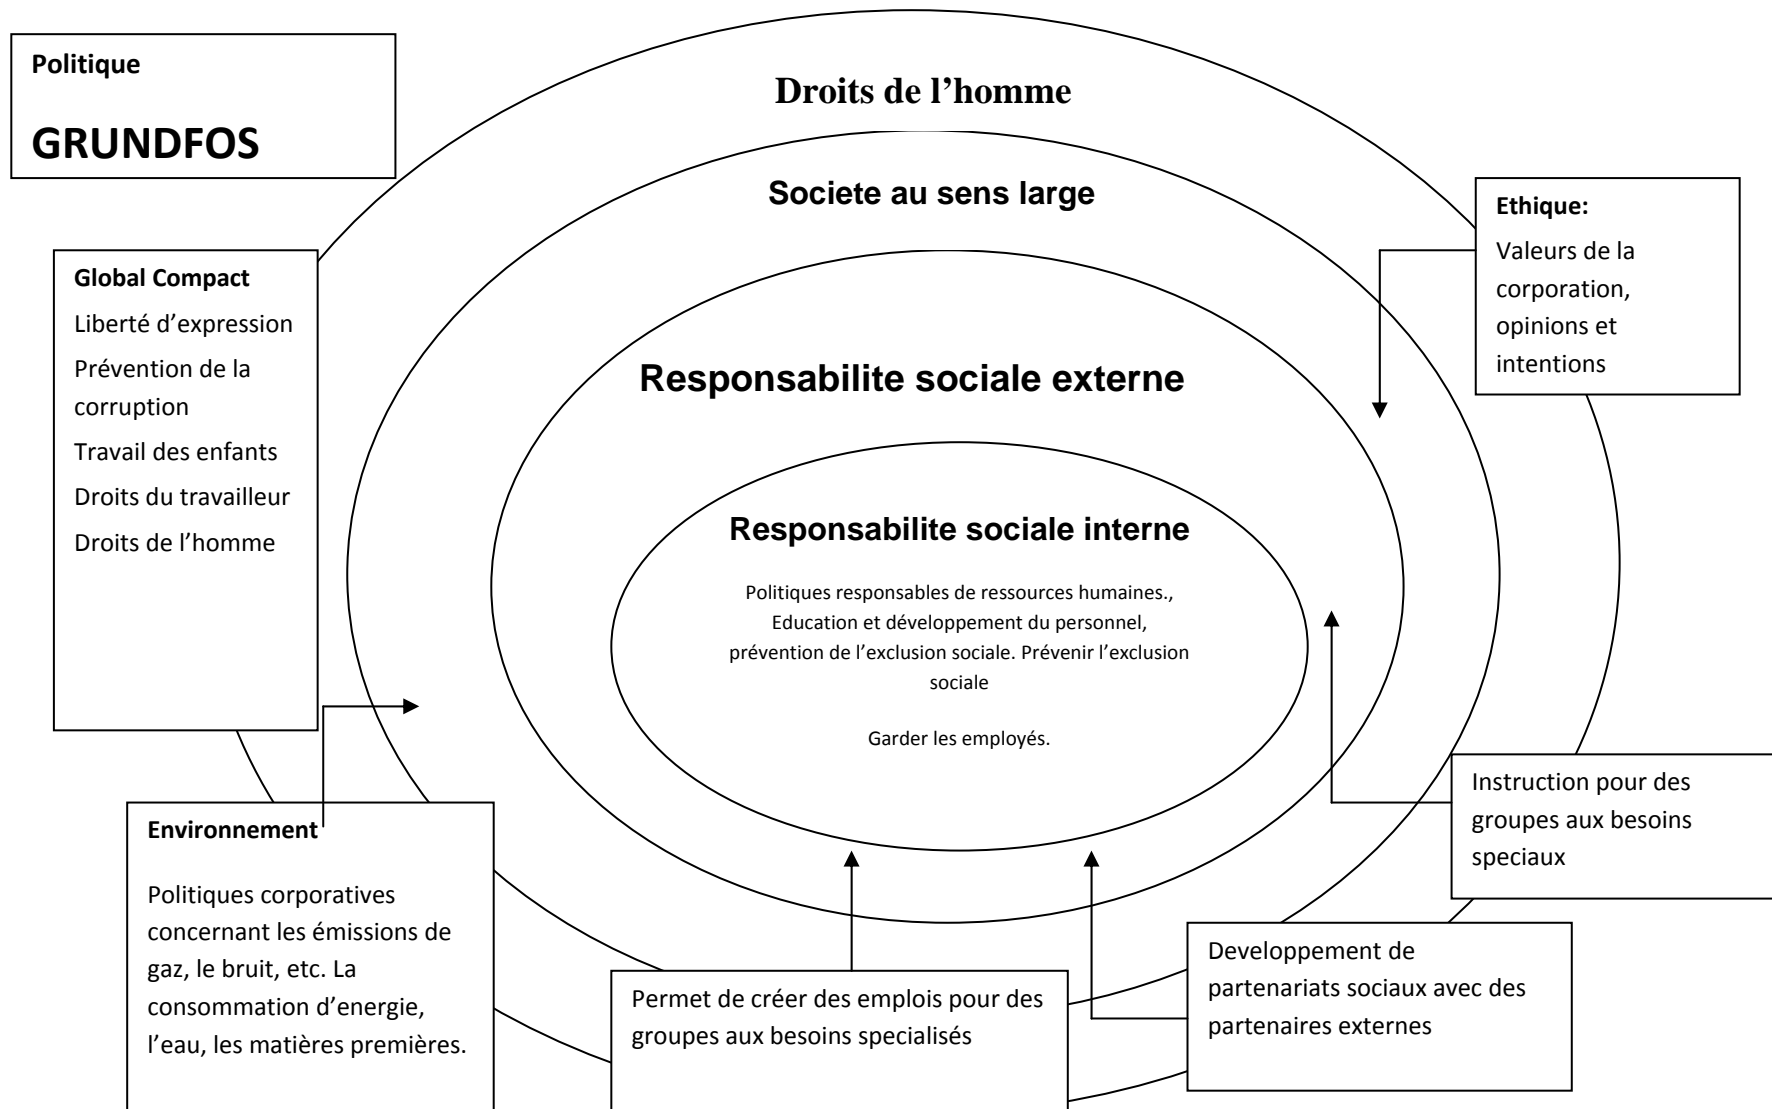 Politique
GRUNDFOS
Droits de l’homme
Societe au sens large
Ethique:
Valeurs de la
corporation,
opinions et
intentions
Global Compact
Liberté d’expression
Prévention de la
corruption
Travail des enfants
Droits du travailleur
Droits de l’homme
Responsabilite sociale externe
Responsabilite sociale interne
Politiques responsables de ressources humaines.,
Education et développement du personnel,
prévention de l’exclusion sociale. Prévenir l’exclusion
sociale
Garder les employés.
Instruction pour des
groupes aux besoins
speciaux
Environnement
Politiques corporatives
concernant les émissions de
gaz, le bruit, etc. La
consommation d’energie,
l’eau, les matières premières.
Permet de créer des emplois pour des
groupes aux besoins specialisés
Developpement de
partenariats sociaux avec des
partenaires externes